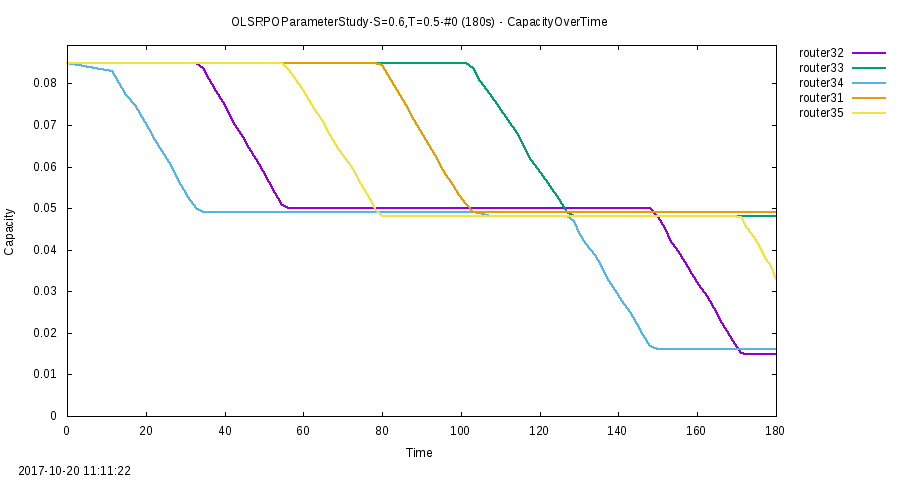 OLSRPOParameterStudy-S=0.6,T=0.5-#0 (180s) - CapacityOverTime
router32
router33
router34
router31
router35
0.08
0.07
0.06
0.05
0.04
0.03
0.02
0.01
0
Capacity
0 20 40 60 80 100 120 140 160 180
Time
2017-10-20 11:11:22